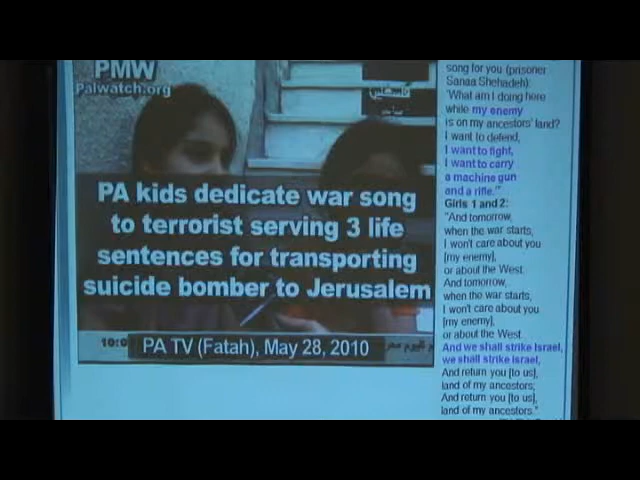 PMW
Palwatch.org
PA kids dedicate war song
to terrorist serving 3 life
sentences for transporting
suicide bomber to Jerusalem
PA TV (Fatah), May 28, 2010
song for you (prisoner
Sanaa Shehadeh):
"What am I doing here
while my enemy
is on my ancestors' land?
I want to defend,
I want to fight,
I want to carry
a machine gun
and a rifle.'"
Girls 1 and 2:
"And tomorrow,
when the war starts,
I won't care about you
[my enemy],
or about the West.
And tomorrow,
when the war starts,
I won't care about you
[my enemy],
or about the West.
And we shall strike Israel,
we shall strike Israel,
And return you [to us],
land of my ancestors;
And return you [to us],
land of my ancestors."